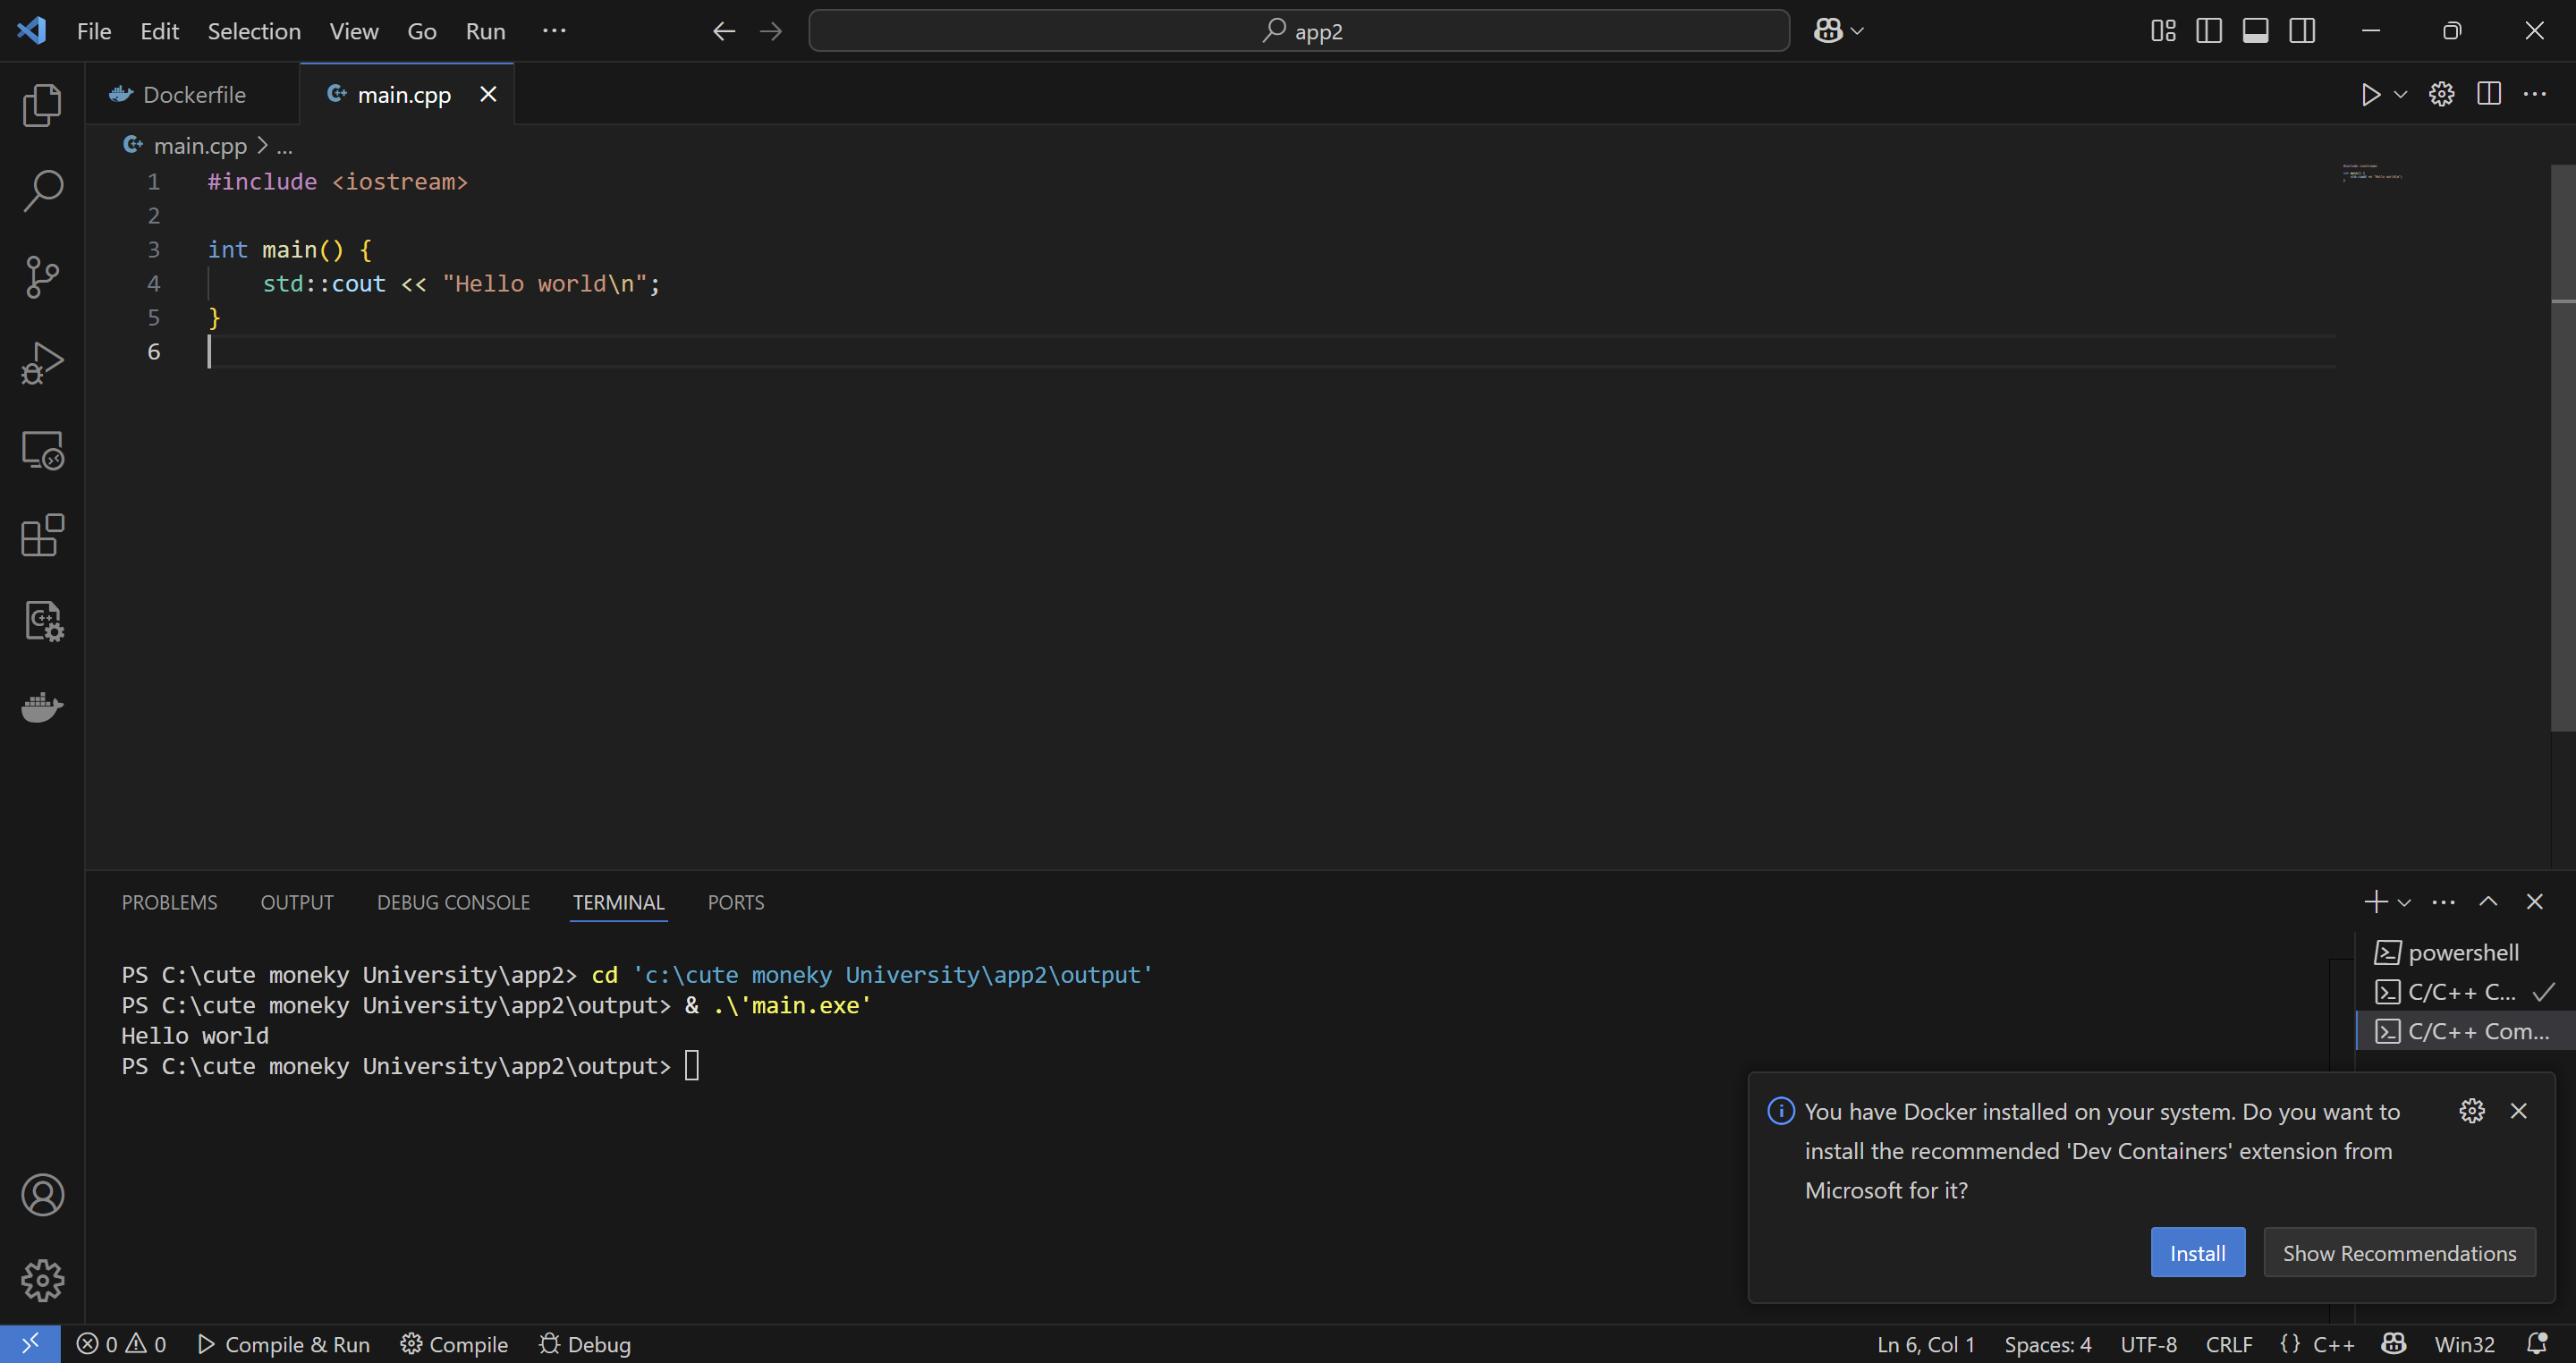 File Edit Selection View Go Run ···
app2
Dockerfile
main.cpp
main.cpp > ...
1 #include <iostream>
2
3 int main() {
4 std::cout << "Hello world\n";
5 }
6
PROBLEMS OUTPUT DEBUG CONSOLE TERMINAL PORTS
PS C:\cute moneky University\app2> cd 'c:\cute moneky University\app2\output'
PS C:\cute moneky University\app2\output> & .\'main.exe'
Hello world
PS C:\cute moneky University\app2\output>
powershell
C/C++ C...
C/C++ Com...
You have Docker installed on your system. Do you want to
install the recommended 'Dev Containers' extension from
Microsoft for it?
Install Show Recommendations
0 0 Compile & Run Compile Debug Ln 6, Col 1 Spaces: 4 UTF-8 CRLF {} C++ Win32